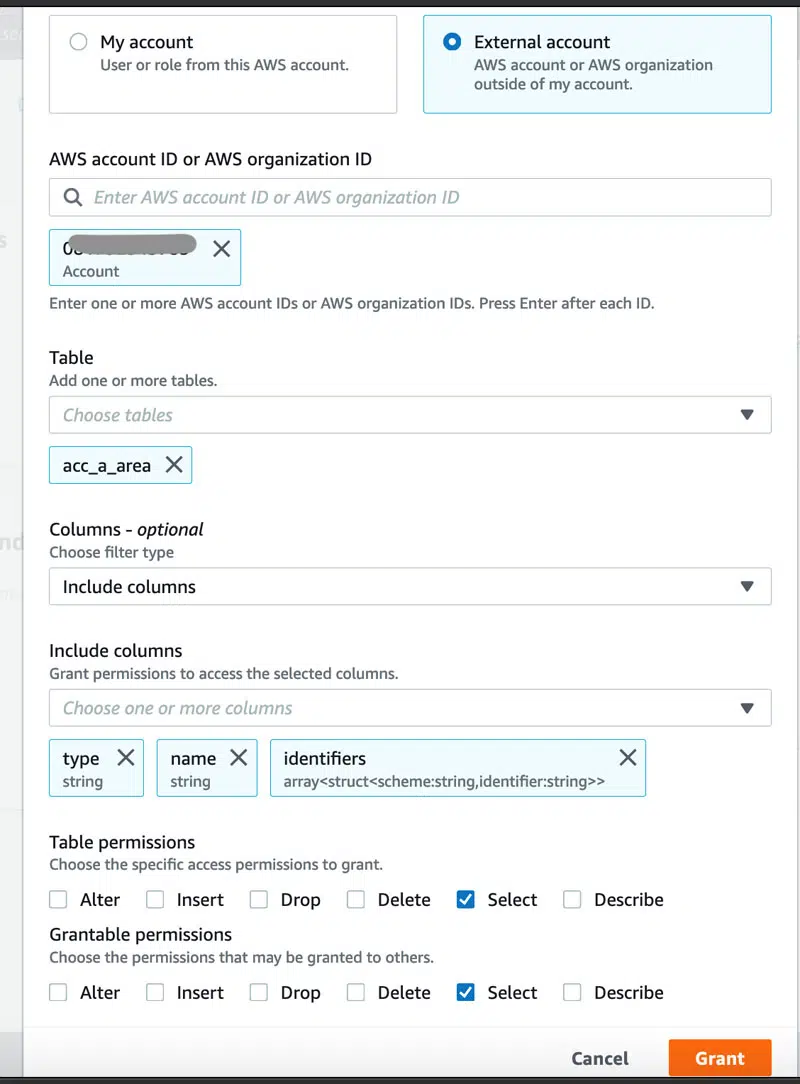 My account
User or role from this AWS account.
External account
AWS account or AWS organization
outside of my account.
AWS account ID or AWS organization ID
Enter AWS account ID or AWS organization ID
Account
Enter one or more AWS account IDs or AWS organization IDs. Press Enter after each ID.
Table
Add one or more tables.
Choose tables
acc_a_area
Columns - optional
Choose filter type
Include columns
Include columns
Grant permissions to access the selected columns.
Choose one or more columns
type name identifiers
string string array<struct<scheme:string,identifier:string>>
Table permissions
Choose the specific access permissions to grant.
Alter Insert Drop Delete Select Describe
Grantable permissions
Choose the permissions that may be granted to others.
Alter Insert Drop Delete Select Describe
Cancel Grant